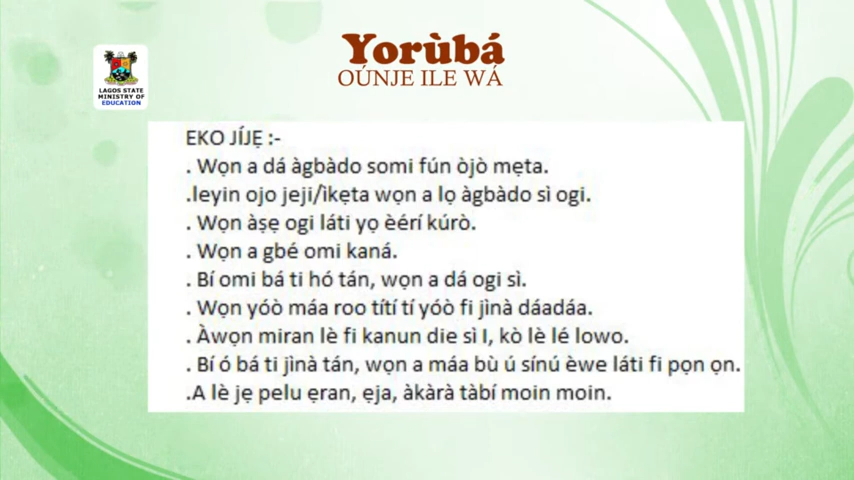 Yorùbá
OÚNJE ILE WÁ
LAGOS STATE
MINISTRY OF
EDUCATION
EKO JÍJẸ :-
. Wọn a dá àgbàdo somi fún òjò mẹta.
.leyin ojo jeji/ìkẹta wọn a lọ àgbàdo sì ogi.
. Wọn àṣẹ ogi láti yọ èérí kúrò.
. Wọn a gbé omi kaná.
. Bí omi bá ti hó tán, wọn a dá ogi sì.
. Wọn yóò máa roo títí tí yóò fi jìnà dáadáa.
. Àwọn miran lè fi kanun die sì I, kò lè lé lowo.
. Bí ó bá ti jìnà tán, wọn a máa bù ú sínú èwe láti fi pọn ọn.
.A lè jẹ pelu ẹran, ẹja, àkàrà tàbí moin moin.